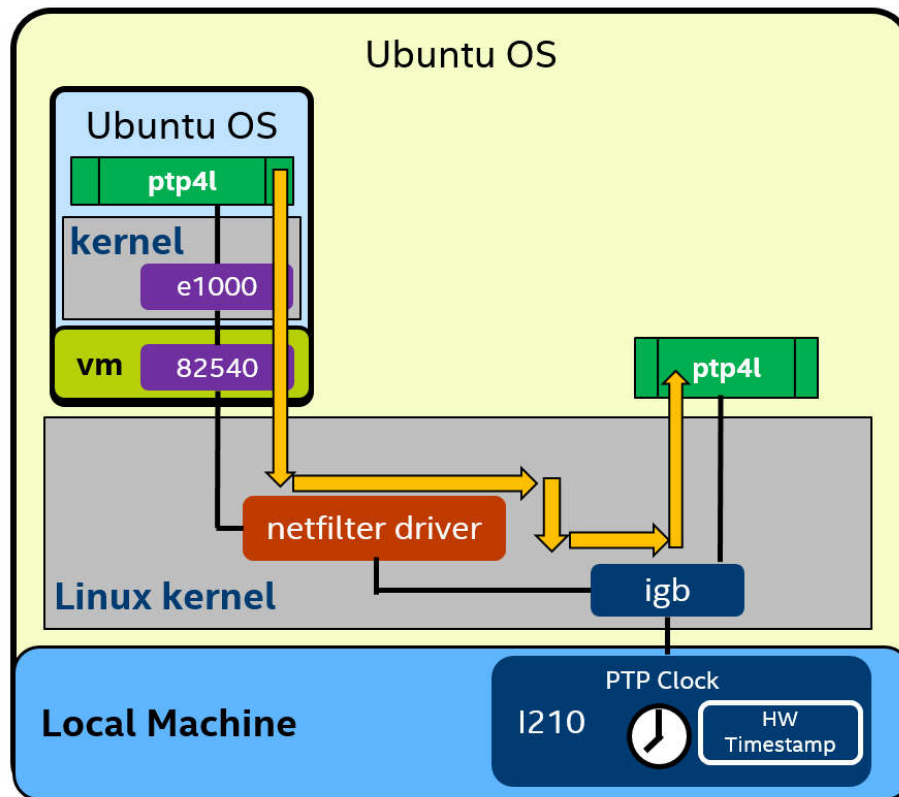 Ubuntu OS
Ubuntu OS
ptp4l
kernel
e1000
vm
82540
ptp4l
netfilter driver
Linux kernel
igb
Local Machine
PTP Clock
I210
HW
Timestamp